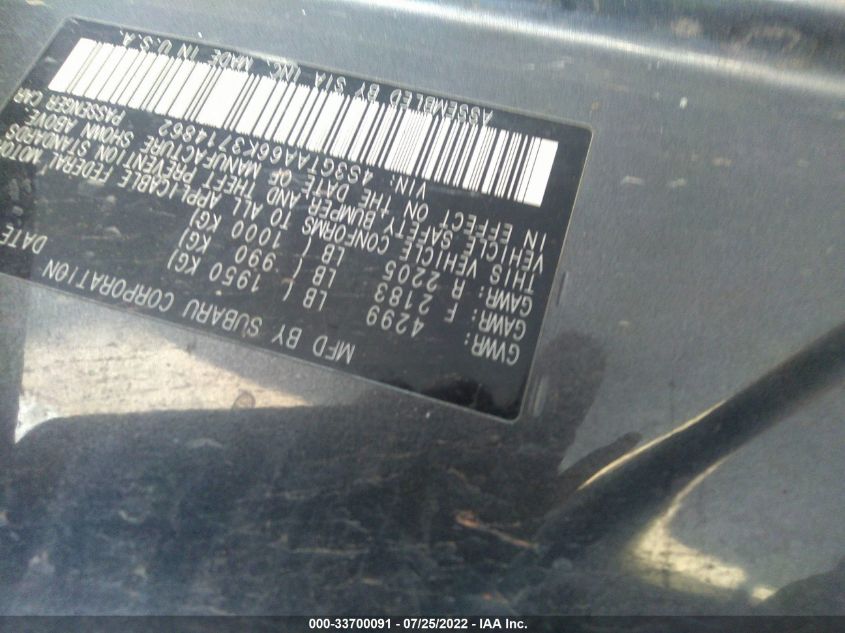 MFD BY SUBARU CORPORATION DATE
GVWR: 4299 LB ( 1950 KG)
GAWR: F 2183 LB ( 990 KG)
GAWR: R 2205 LB ( 1000 KG)
THIS VEHICLE CONFORMS TO ALL APPLICABLE FEDERAL MOTOR
VEHICLE SAFETY BUMPER AND THEFT PREVENTION STANDARDS
IN EFFECT ON THE DATE OF MANUFACTURE SHOWN ABOVE
VIN: 4S3GTAA66K3714862 PASSENGER CAR
ASSEMBLED BY SIA INC. MADE IN U.S.A.
000-33700091 - 07/25/2022 - IAA Inc.